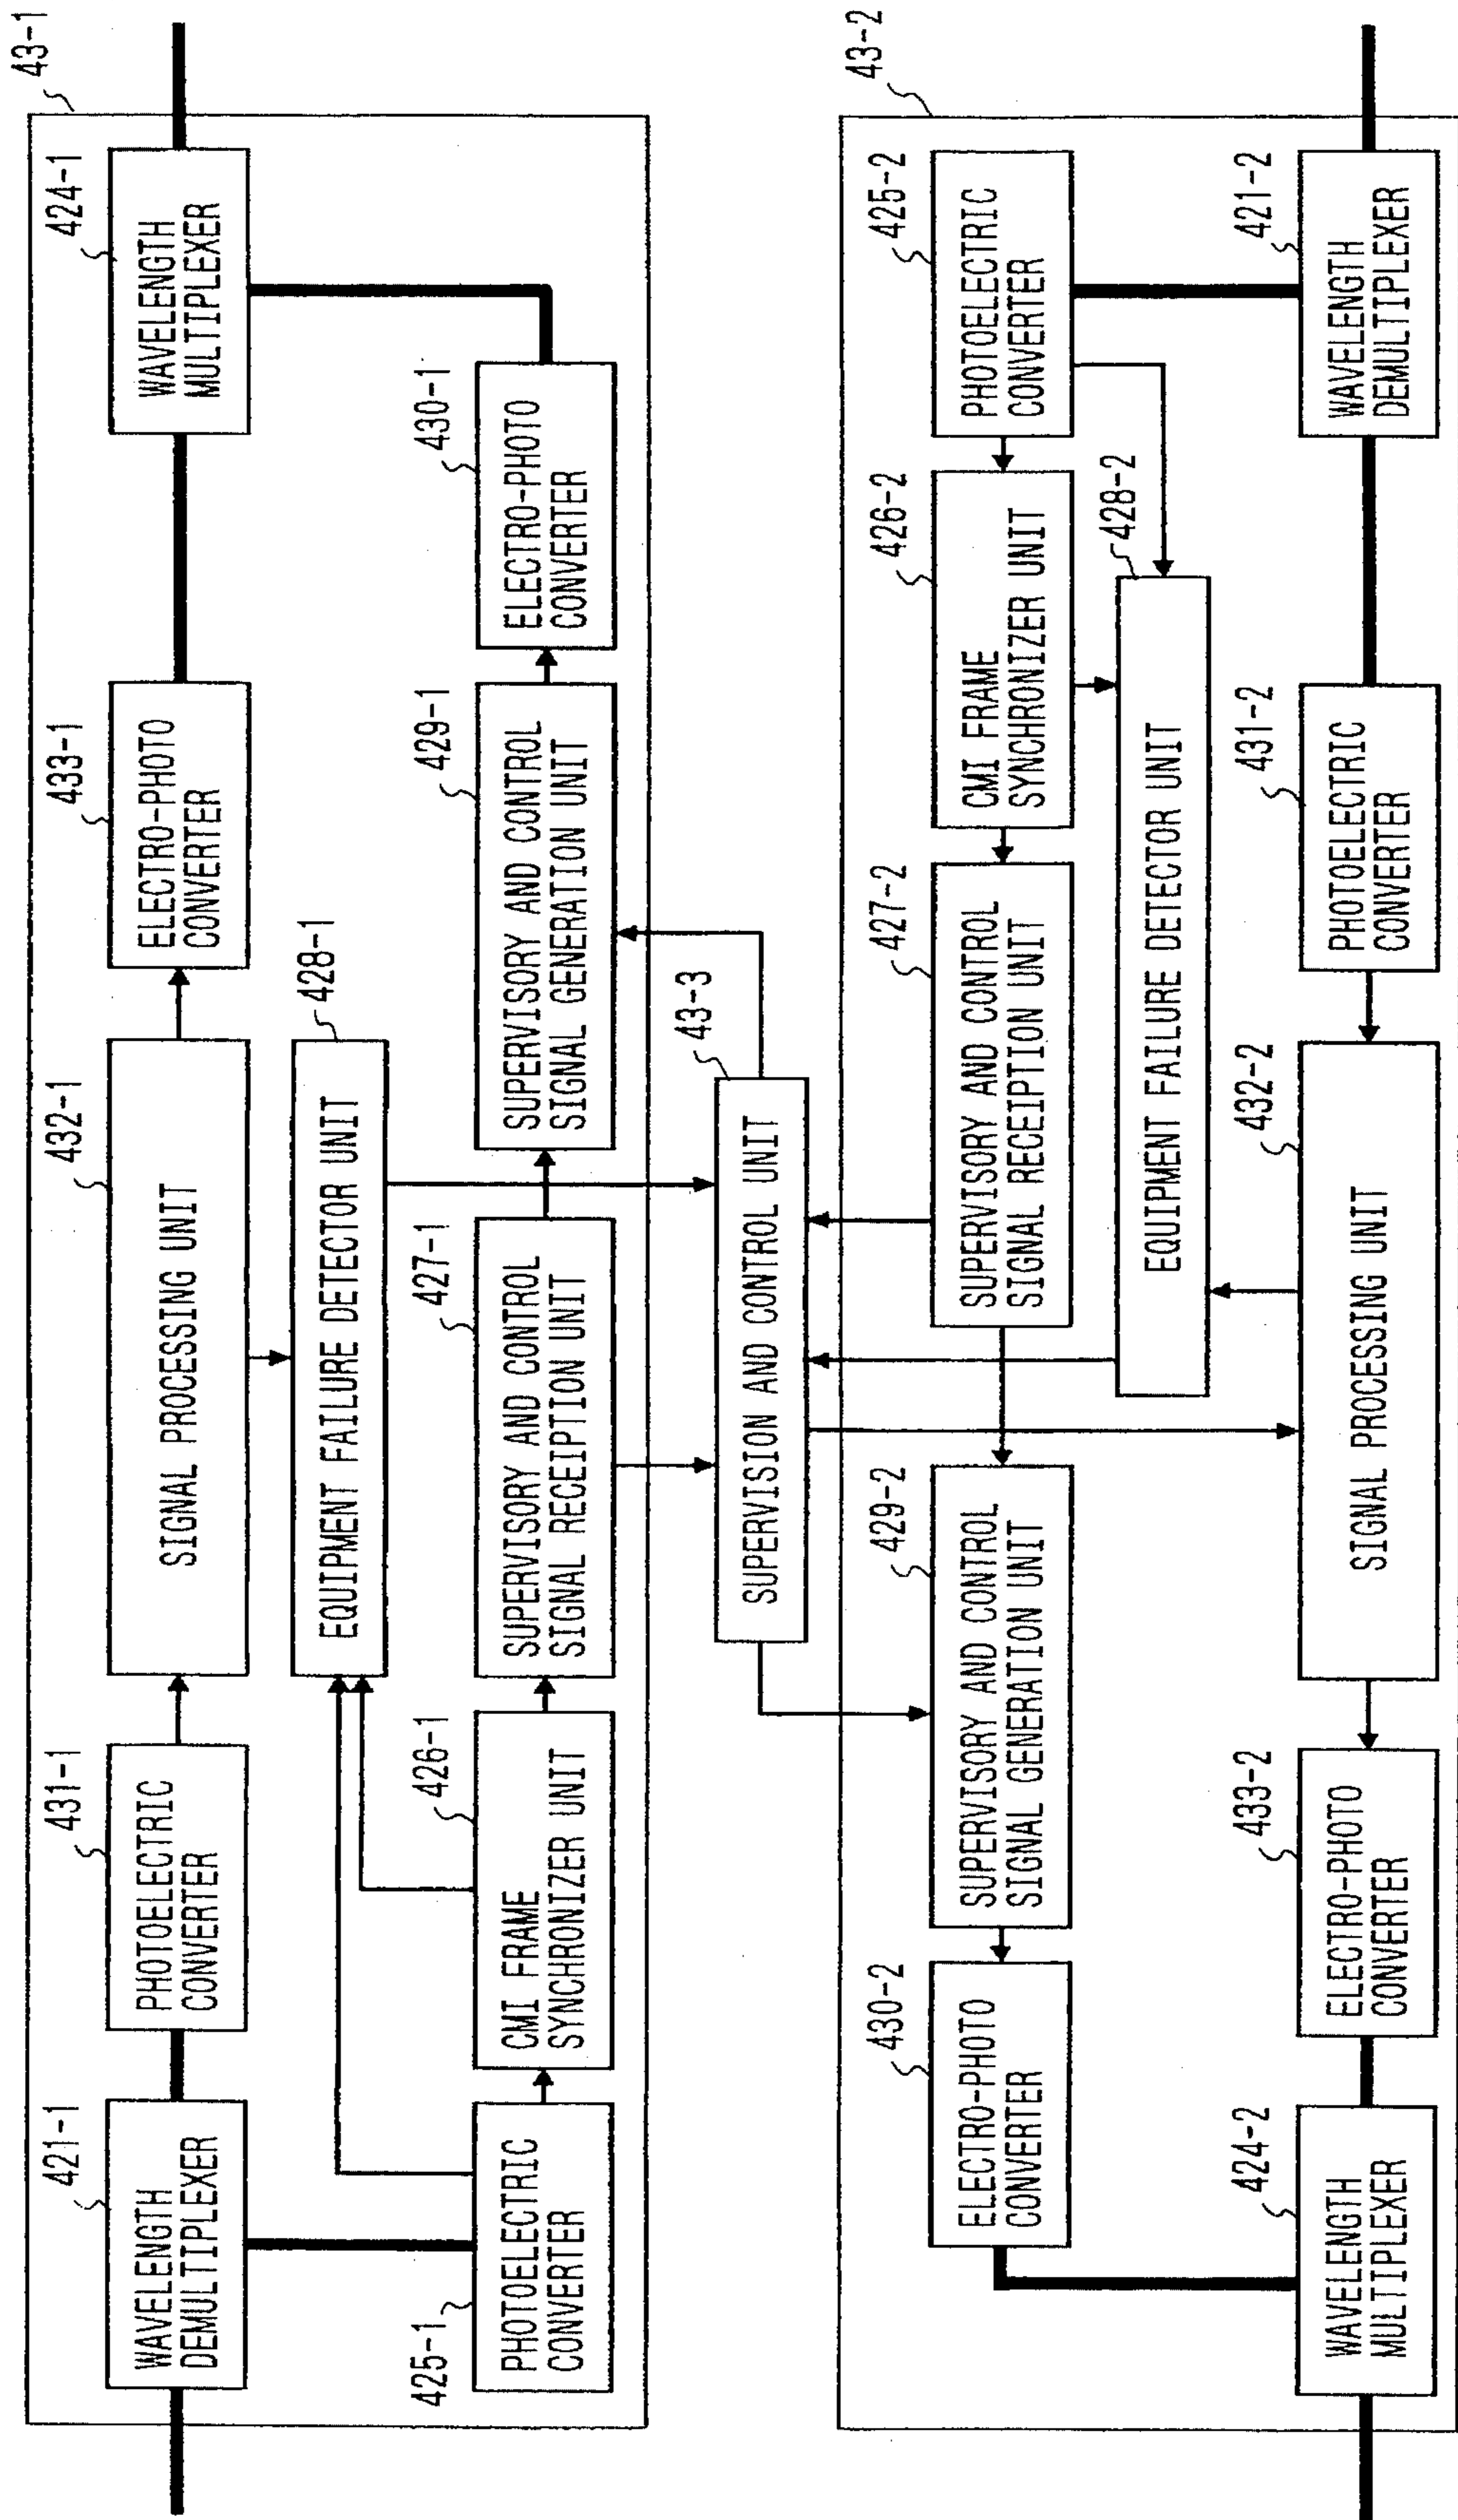 43-1
421-1
WAVELENGTH
DEMULTIPLEXER
431-1
PHOTOELECTRIC
CONVERTER
432-1
SIGNAL PROCESSING UNIT
433-1
ELECTRO-PHOTO
CONVERTER
424-1
WAVELENGTH
MULTIPLEXER
428-1
EQUIPMENT FAILURE DETECTOR UNIT
425-1
PHOTOELECTRIC
CONVERTER
426-1
CMI FRAME
SYNCHRONIZER UNIT
427-1
SUPERVISORY AND CONTROL
SIGNAL RECEIPTION UNIT
429-1
SUPERVISORY AND CONTROL
SIGNAL GENERATION UNIT
430-1
ELECTRO-PHOTO
CONVERTER
43-3
SUPERVISION AND CONTROL UNIT
43-2
430-2
ELECTRO-PHOTO
CONVERTER
429-2
SUPERVISORY AND CONTROL
SIGNAL GENERATION UNIT
427-2
SUPERVISORY AND CONTROL
SIGNAL RECEIPTION UNIT
426-2
CMI FRAME
SYNCHRONIZER UNIT
425-2
PHOTOELECTRIC
CONVERTER
428-2
EQUIPMENT FAILURE DETECTOR UNIT
424-2
WAVELENGTH
MULTIPLEXER
433-2
ELECTRO-PHOTO
CONVERTER
432-2
SIGNAL PROCESSING UNIT
431-2
PHOTOELECTRIC
CONVERTER
421-2
WAVELENGTH
DEMULTIPLEXER